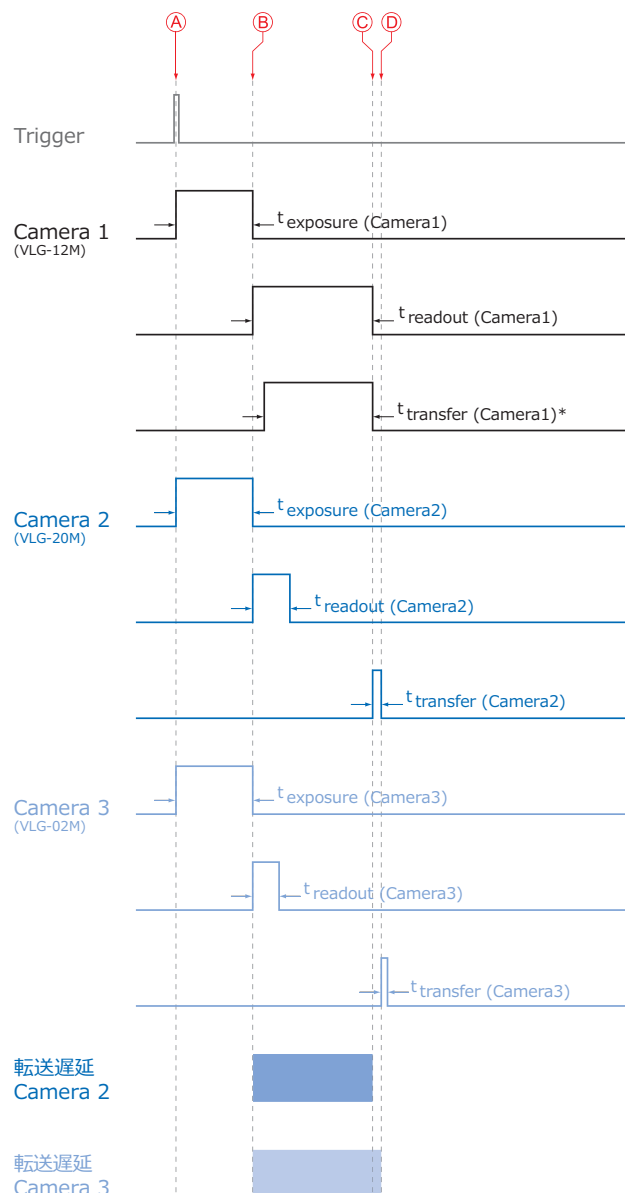 A B C D
Trigger
Camera 1
(VLG-12M)
t exposure (Camera1)
t readout (Camera1)
t transfer (Camera1)*
Camera 2
(VLG-20M)
t exposure (Camera2)
t readout (Camera2)
t transfer (Camera2)
Camera 3
(VLG-02M)
t exposure (Camera3)
t readout (Camera3)
t transfer (Camera3)
転送遅延
Camera 2
転送遅延
Camera 3